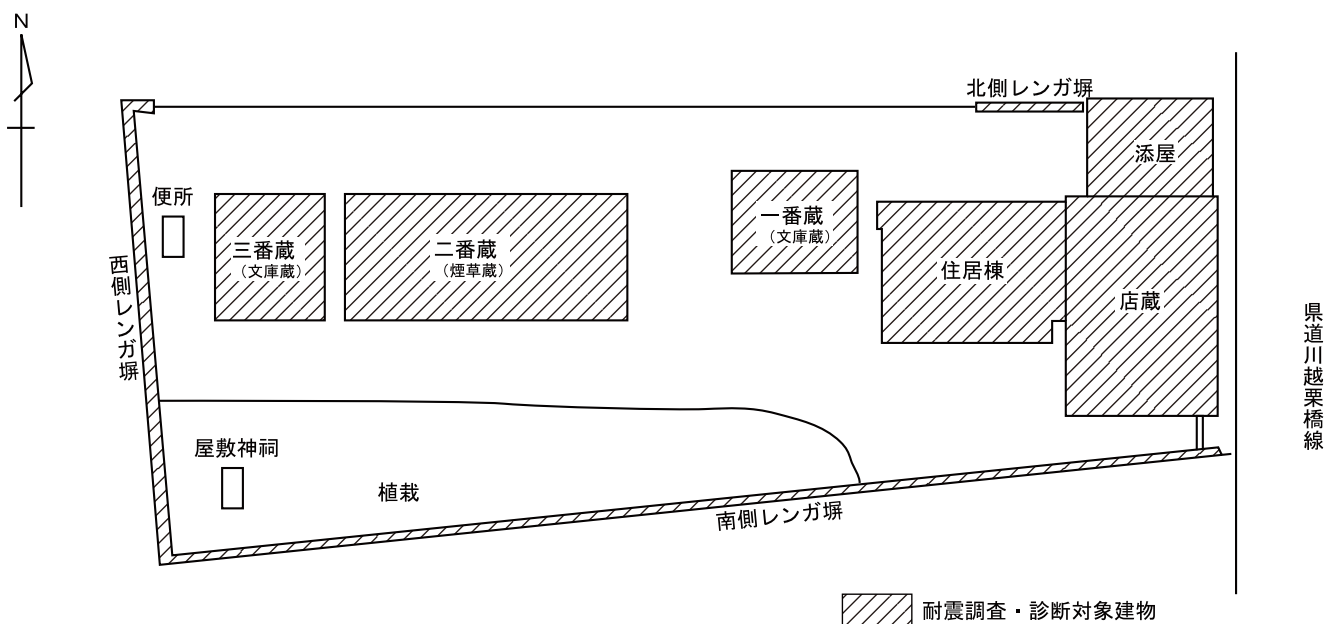 N
北側レンガ塀
添屋
便所
一番蔵
（文庫蔵）
三番蔵
（文庫蔵）
二番蔵
（煙草蔵）
住居棟
店蔵
西側レンガ塀
県道川越栗橋線
屋敷神祠
植栽
南側レンガ塀
耐震調査・診断対象建物